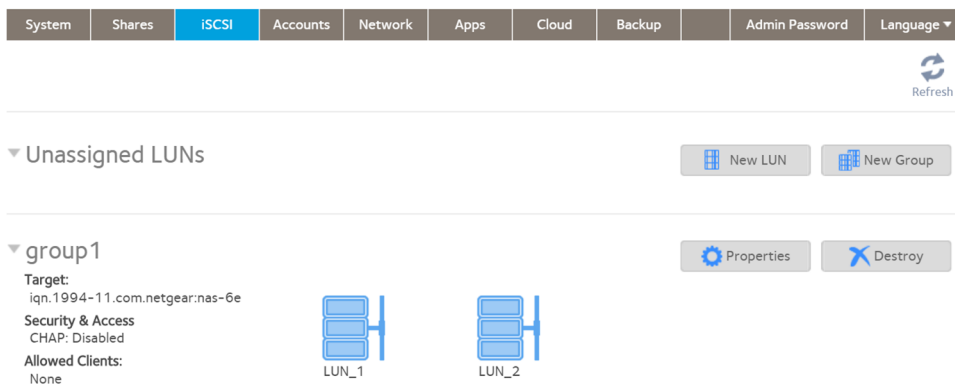 System Shares iSCSI Accounts Network Apps Cloud Backup Admin Password Language
Refresh
Unassigned LUNs
New LUN New Group
group1
Properties Destroy
Target:
iqn.1994-11.com.netgear:nas-6e
Security & Access
CHAP: Disabled
Allowed Clients:
None
LUN_1 LUN_2